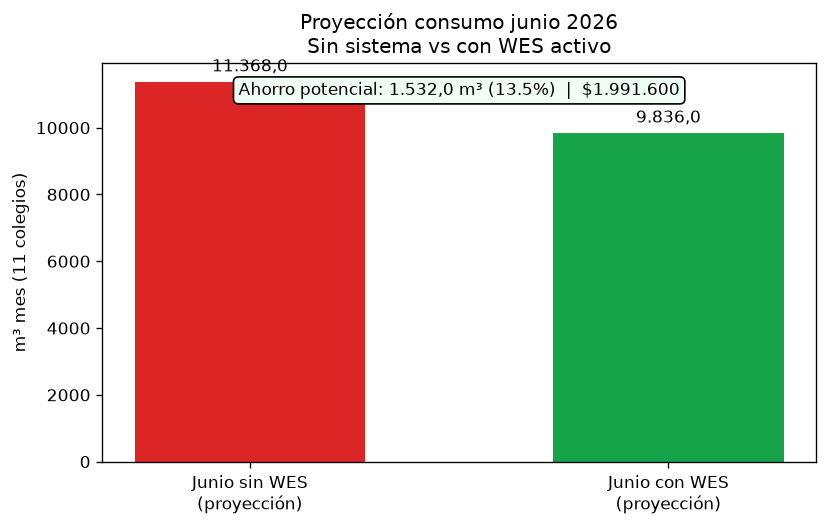 Proyección consumo junio 2026
Sin sistema vs con WES activo
11.368,0
Ahorro potencial: 1.532,0 m³ (13.5%) | $1.991.600
9.836,0
10000
8000
6000
4000
2000
0
m³ mes (11 colegios)
Junio sin WES
(proyección)
Junio con WES
(proyección)